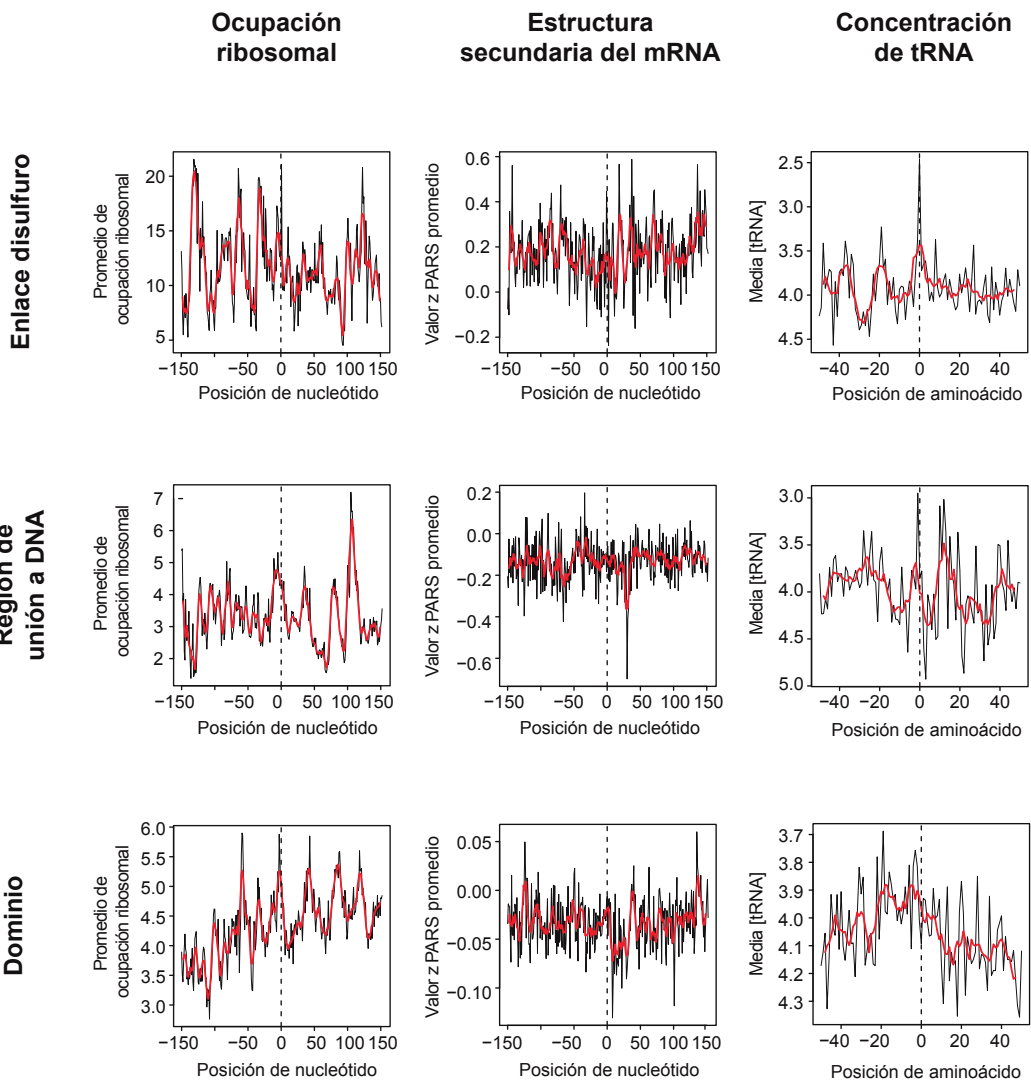 Ocupación
ribosomal
Estructura
secundaria del mRNA
Concentración
de tRNA
Enlace disulfuro
Promedio de
ocupación ribosomal
20
15
10
5
−150 −50 0 50 100 150
Posición de nucleótido
Valor z PARS promedio
0.6
0.4
0.2
0.0
−0.2
−150 −50 0 50 100 150
Posición de nucleótido
Media [tRNA]
2.5
3.0
3.5
4.0
4.5
−40 −20 0 20 40
Posición de aminoácido
Región de
unión a DNA
Promedio de
ocupación ribosomal
7
6
5
4
3
2
−150 −50 0 50 100 150
Posición de nucleótido
Valor z PARS promedio
0.2
0.0
−0.2
−0.4
−0.6
−150 −50 0 50 100 150
Posición de nucleótido
Media [tRNA]
3.0
3.5
4.0
4.5
5.0
−40 −20 0 20 40
Posición de aminoácido
Dominio
Promedio de
ocupación ribosomal
6.0
5.5
5.0
4.5
4.0
3.5
3.0
−150 −50 0 50 100 150
Posición de nucleótido
Valor z PARS promedio
0.05
0.00
−0.05
−0.10
−150 −50 0 50 100 150
Posición de nucleótido
Media [tRNA]
3.7
3.8
3.9
4.0
4.1
4.2
4.3
−40 −20 0 20 40
Posición de aminoácido